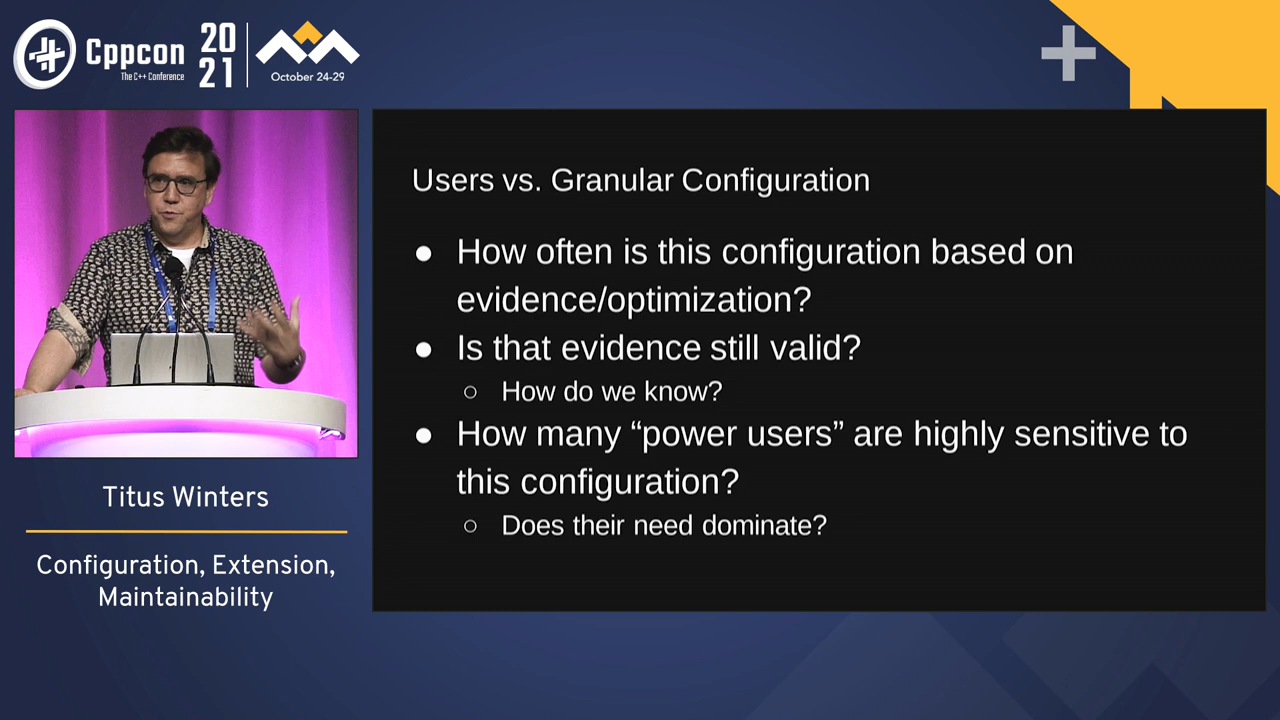 Cppcon
The C++ Conference
20
21
October 24-29
Users vs. Granular Configuration
● How often is this configuration based on
evidence/optimization?
● Is that evidence still valid?
○ How do we know?
● How many “power users” are highly sensitive to
this configuration?
○ Does their need dominate?
Titus Winters
Configuration, Extension,
Maintainability